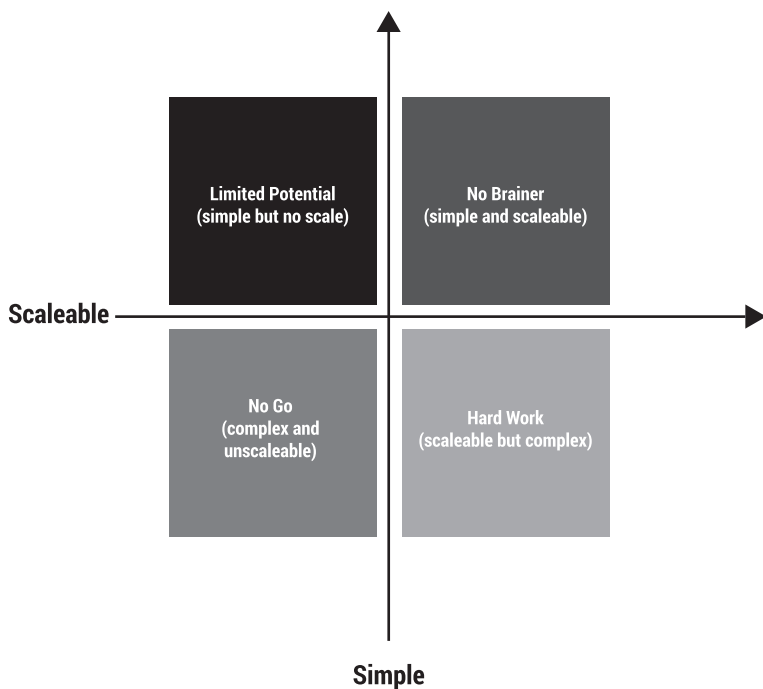 Limited Potential
(simple but no scale)
No Brainer
(simple and scaleable)
Scaleable
No Go
(complex and
unscaleable)
Hard Work
(scaleable but complex)
Simple